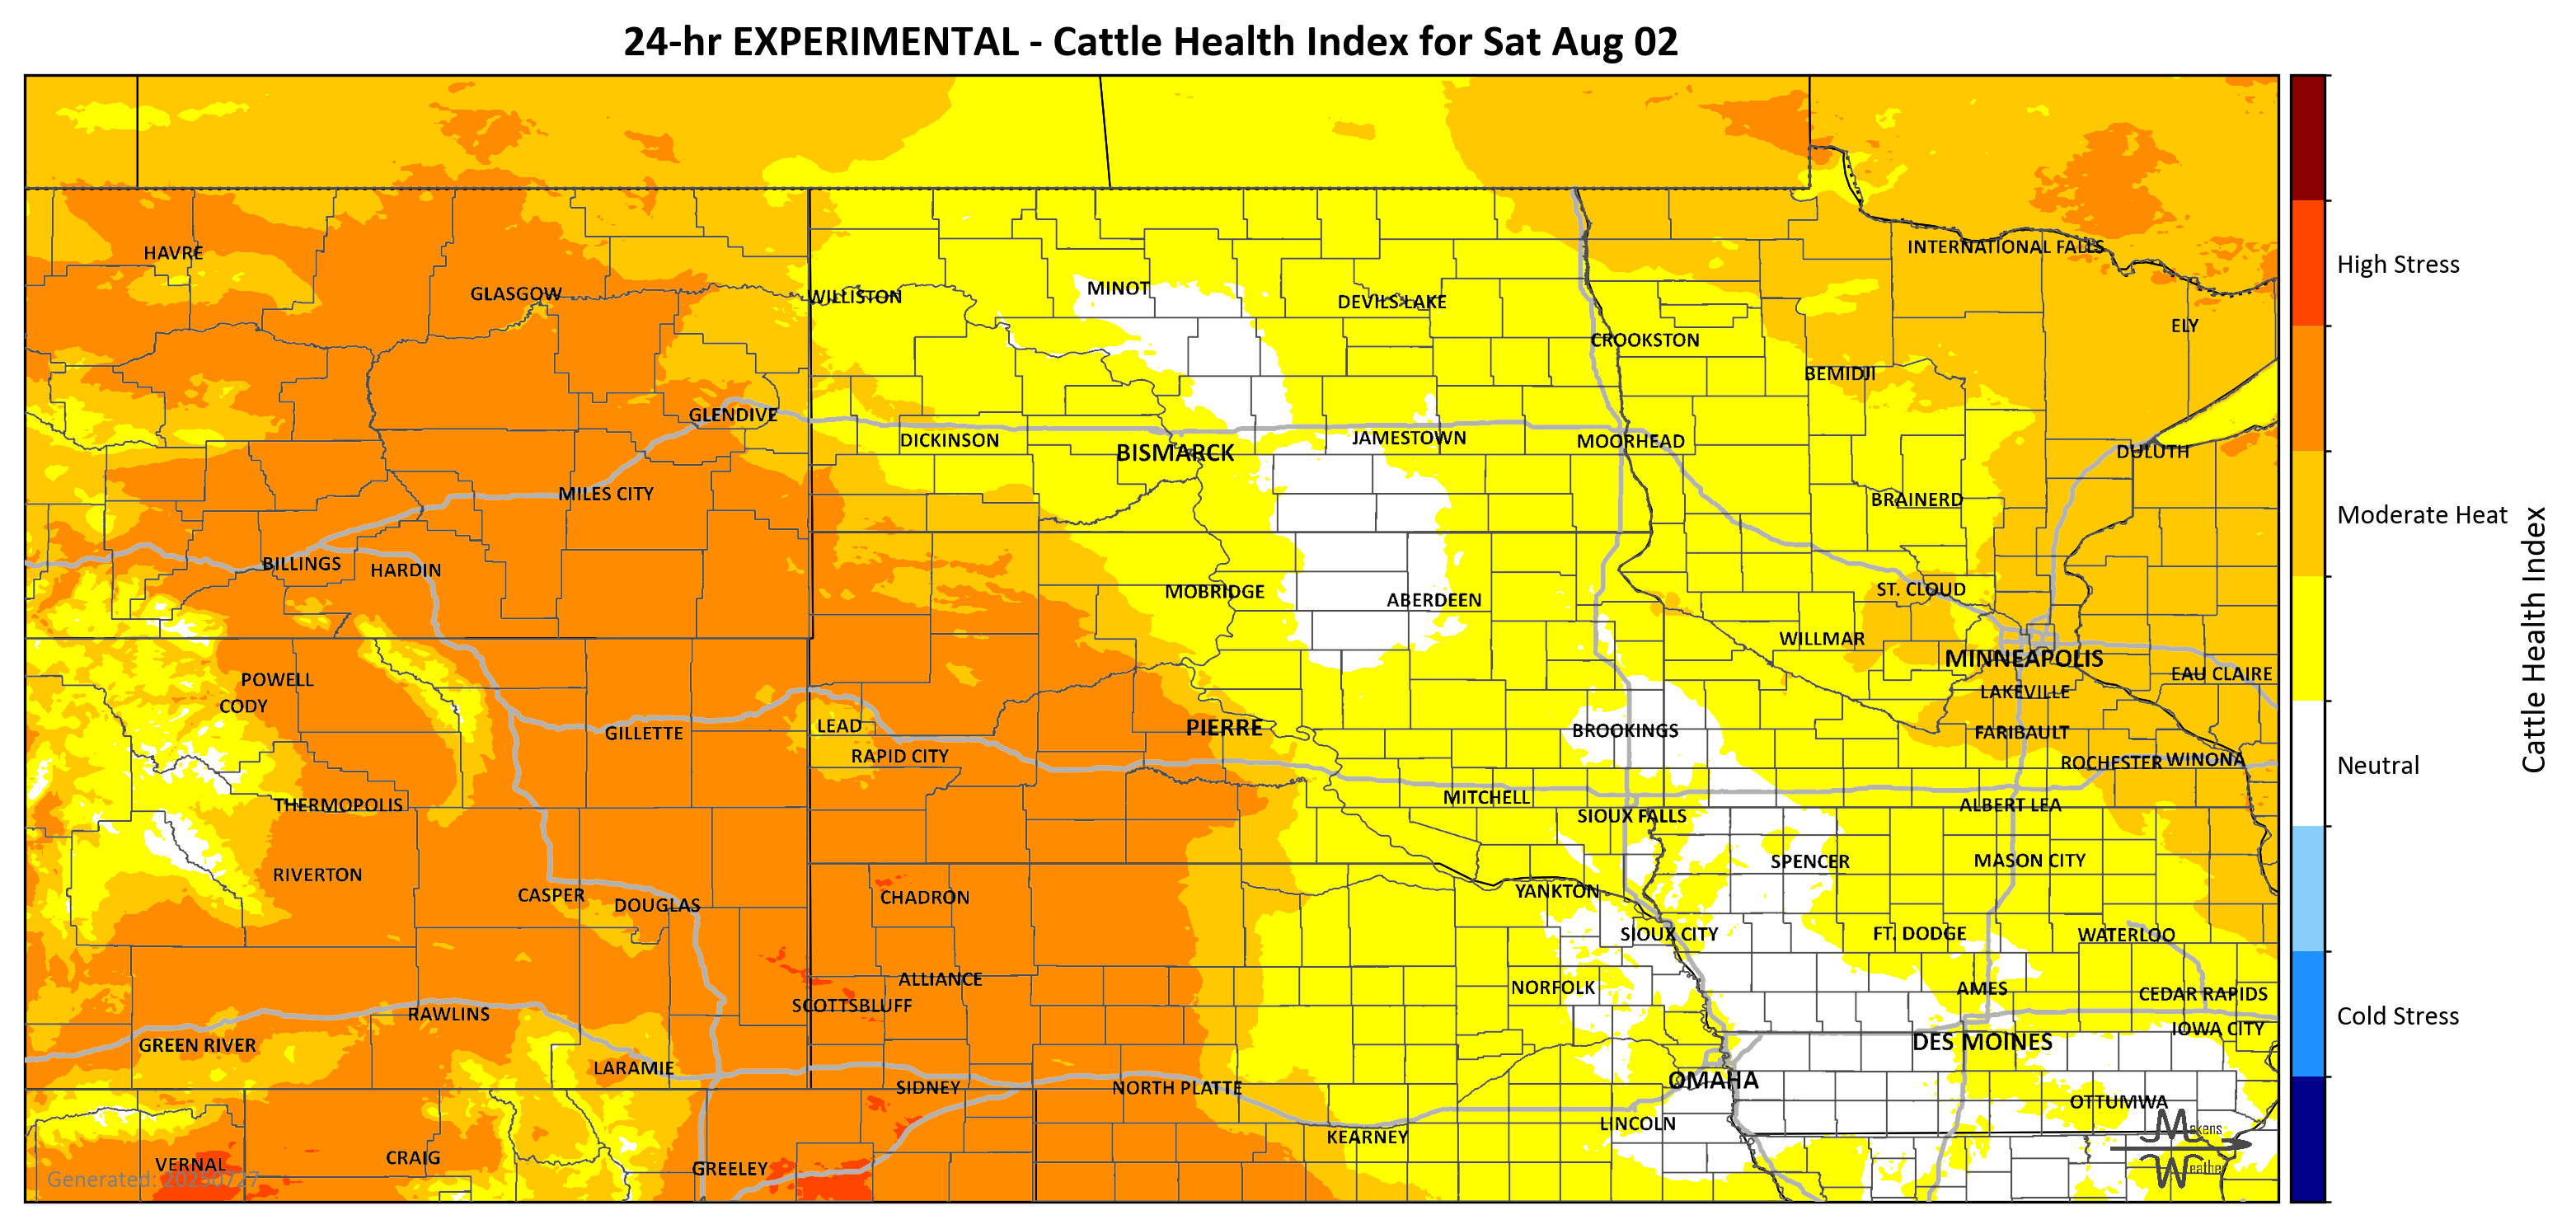 24-hr EXPERIMENTAL - Cattle Health Index for Sat Aug 02
HAVRE
INTERNATIONAL FALLS
High Stress
GLASGOW
WILLISTON
MINOT
DEVILS LAKE
ELY
CROOKSTON
BEMIDJI
GLENDIVE
DICKINSON
BISMARCK
JAMESTOWN
MOORHEAD
DULUTH
MILES CITY
BRAINERD
Moderate Heat
BILLINGS
HARDIN
MOBRIDGE
ABERDEEN
ST. CLOUD
WILLMAR
Cattle Health Index
MINNEAPOLIS
EAU CLAIRE
POWELL
CODY
LAKEVILLE
GILLETTE
LEAD
PIERRE
BROOKINGS
FARIBAULT
RAPID CITY
ROCHESTER
WINONA
Neutral
THERMOPOLIS
MITCHELL
SIOUX FALLS
ALBERT LEA
RIVERTON
SPENCER
MASON CITY
CASPER
DOUGLAS
CHADRON
YANKTON
SIOUX CITY
FT. DODGE
WATERLOO
ALLIANCE
NORFOLK
AMES
CEDAR RAPIDS
SCOTTSBLUFF
RAWLINS
Cold Stress
GREEN RIVER
DES MOINES
IOWA CITY
LARAMIE
SIDNEY
NORTH PLATTE
OMAHA
OTTUMWA
LINCOLN
KEARNEY
Makens
Weather
VERNAL
CRAIG
GREELEY
Generated: 20250727